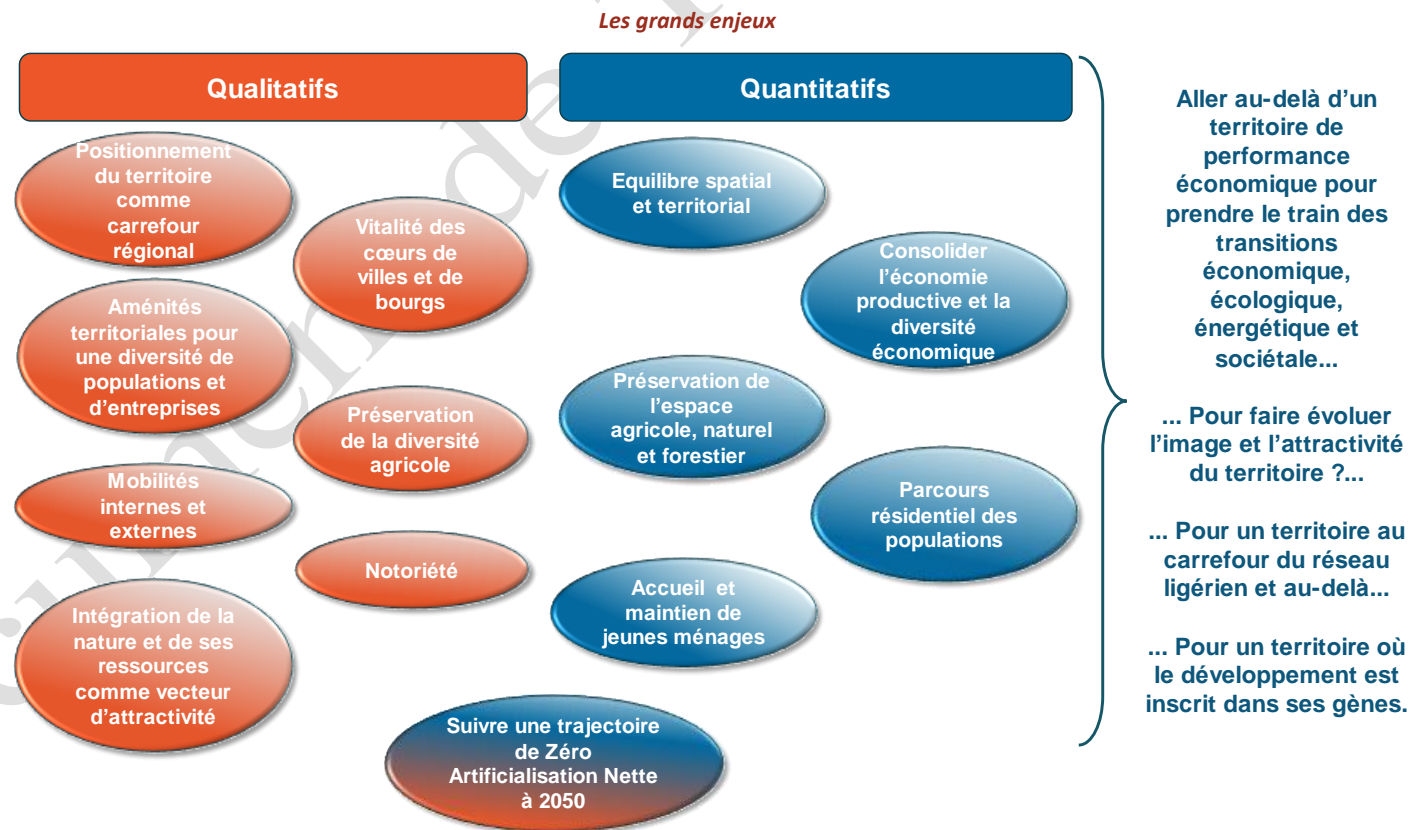 Les grands enjeux
Qualitatifs
Positionnement
du territoire
comme
carrefour
régional
Vitalité des
cœurs de
villes et de
bourgs
Aménités
territoriales pour
une diversité de
populations et
d’entreprises
Préservation
de la diversité
agricole
Mobilités
internes et
externes
Notoriété
Intégration de la
nature et de ses
ressources
comme vecteur
d’attractivité
Quantitatifs
Equilibre spatial
et territorial
Consolider
l’économie
productive et la
diversité
économique
Préservation de
l’espace
agricole, naturel
et forestier
Parcours
résidentiel des
populations
Accueil et
maintien de
jeunes ménages
Suivre une trajectoire
de Zéro
Artificialisation Nette
à 2050
Aller au-delà d’un
territoire de
performance
économique pour
prendre le train des
transitions
économique,
écologique,
énergétique et
sociétale...
... Pour faire évoluer
l’image et l’attractivité
du territoire ?...
... Pour un territoire au
carrefour du réseau
ligérien et au-delà...
... Pour un territoire où
le développement est
inscrit dans ses gènes.